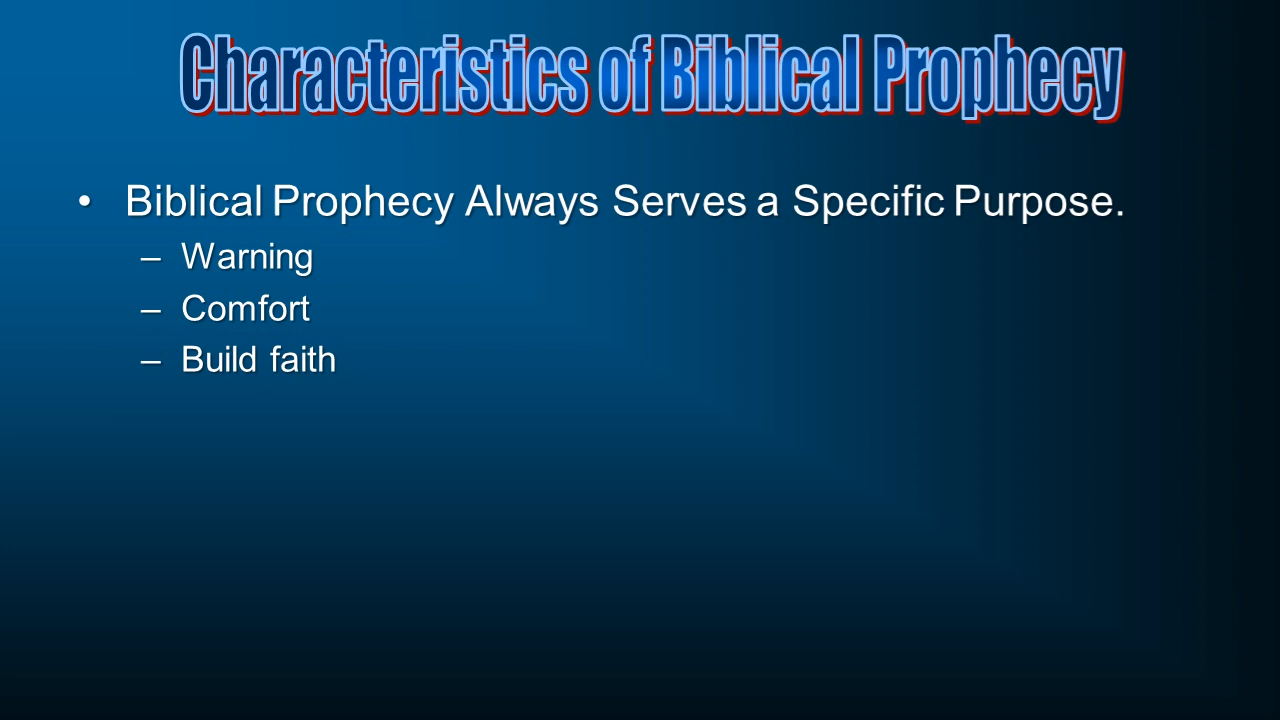 Characteristics of Biblical Prophecy
• Biblical Prophecy Always Serves a Specific Purpose.
– Warning
– Comfort
– Build faith